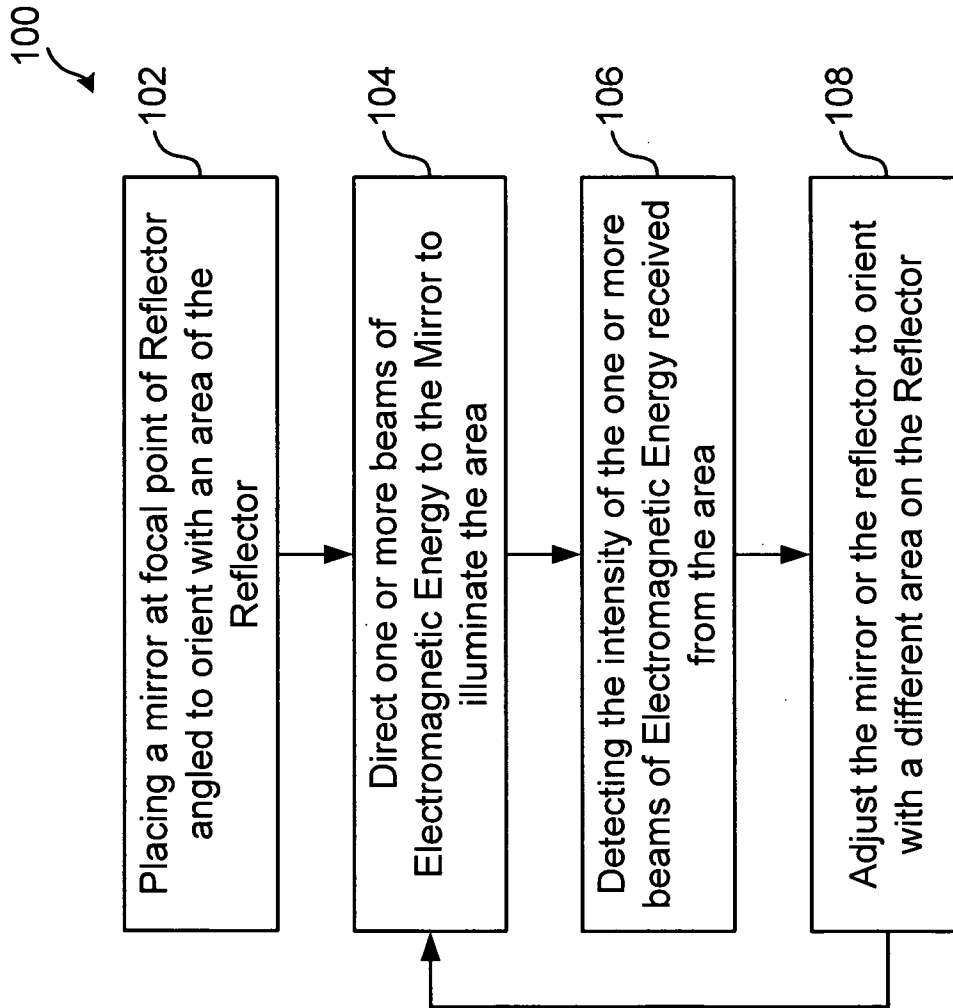 100
102
Placing a mirror at focal point of Reflector
angled to orient with an area of the
Reflector
104
Direct one or more beams of
Electromagnetic Energy to the Mirror to
illuminate the area
106
Detecting the intensity of the one or more
beams of Electromagnetic Energy received
from the area
108
Adjust the mirror or the reflector to orient
with a different area on the Reflector